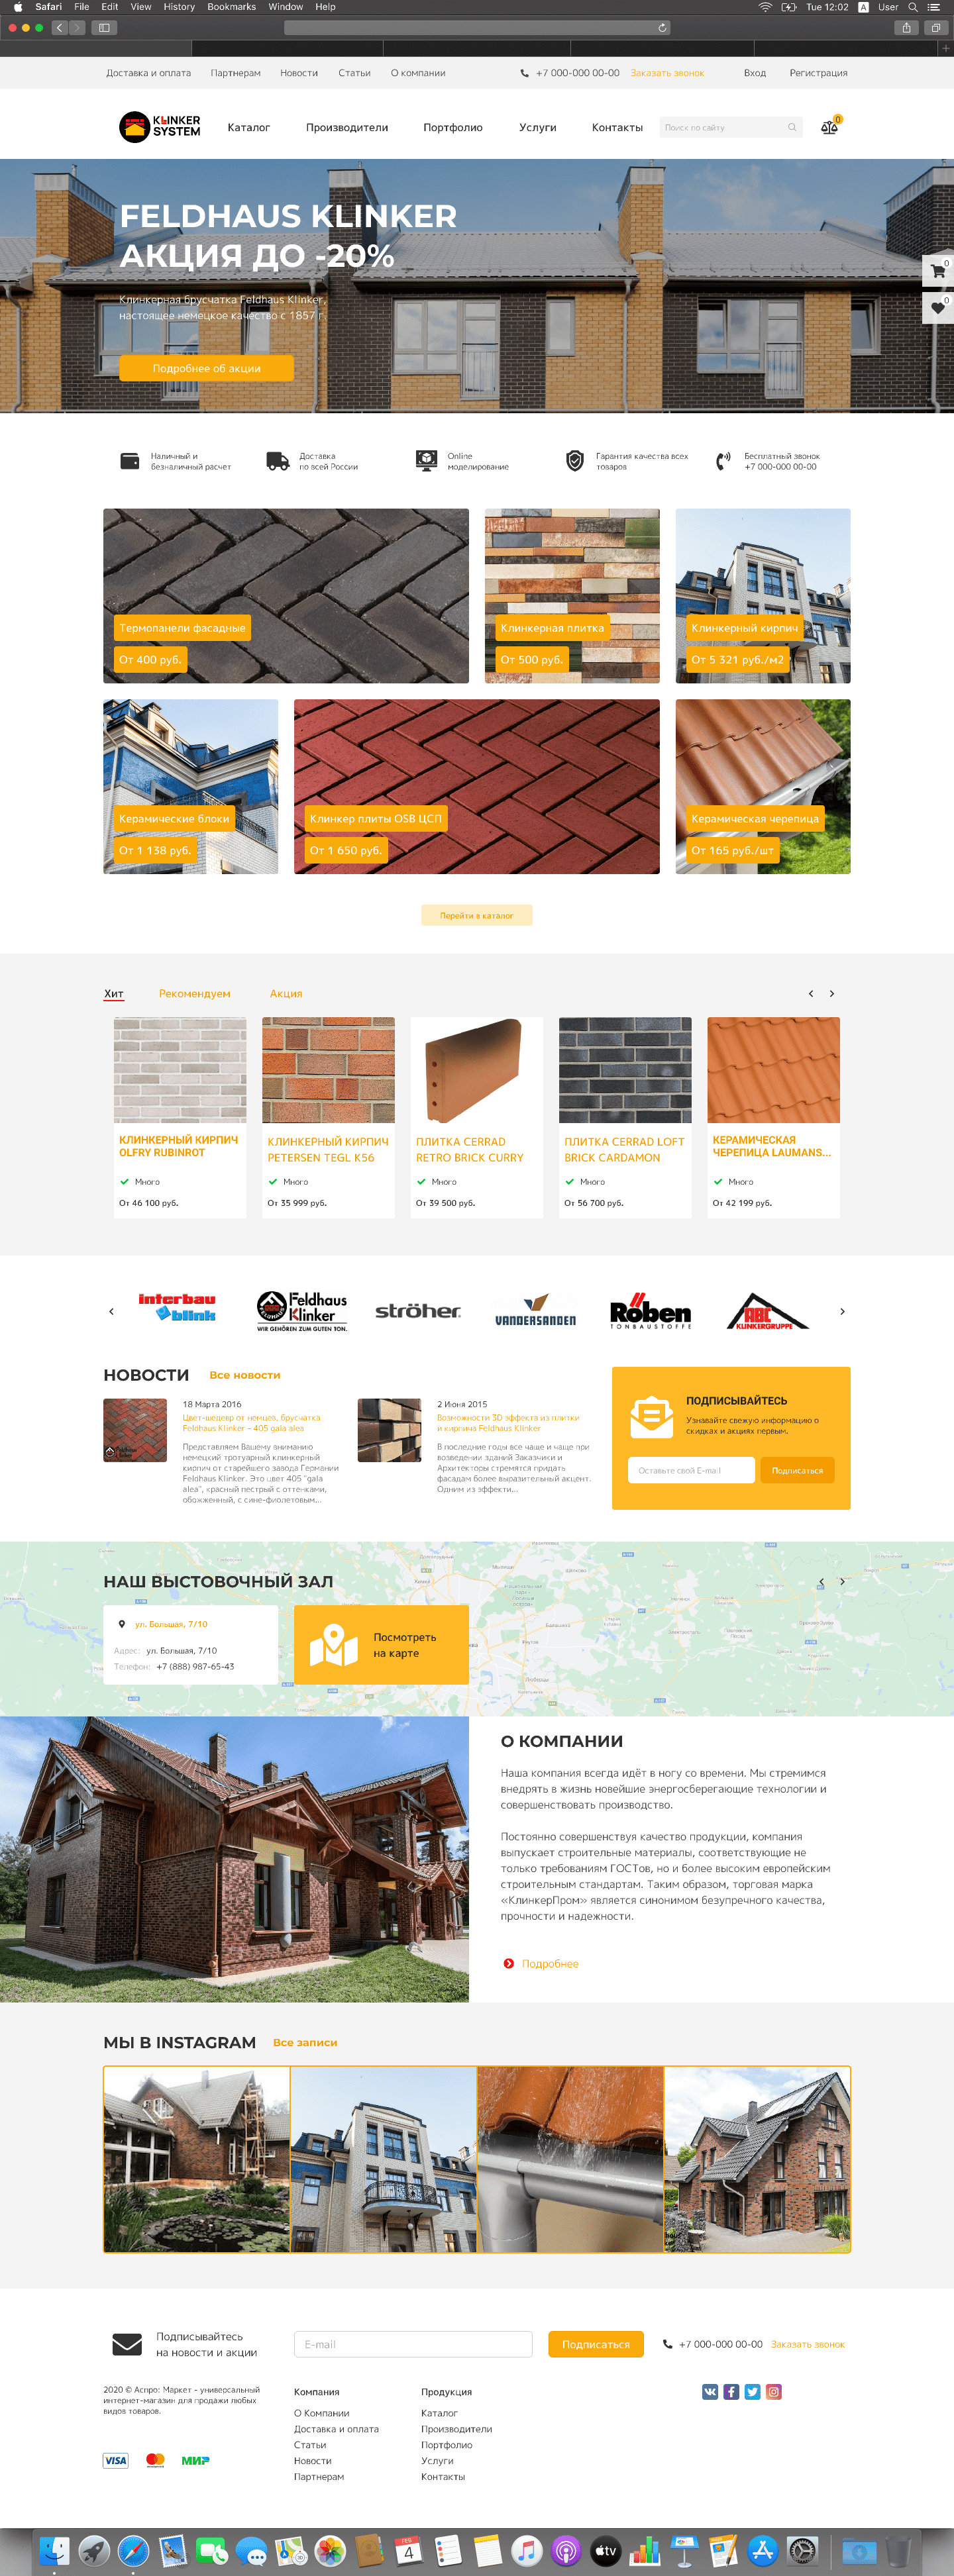 Safari File Edit View History Bookmarks Window Help
Tue 12:02 A User
Доставка и оплата Партнерам Новости Статьи О компании +7 000-000 00-00 Заказать звонок Вход Регистрация
KLINKER SYSTEM
Каталог Производители Портфолио Услуги Контакты Поиск по сайту 0
FELDHAUS KLINKER
АКЦИЯ ДО -20%
0
Клинкерная брусчатка Feldhaus Klinker,
настоящее немецкое качество с 1857 г
0
Подробнее об акции
Наличный и
безналичный расчет
Доставка
по всей России
Online
моделирование
Гарантия качества всех
товаров
Бесплатный звонок
+7 000-000 00-00
Термопанели фасадные
От 400 руб.
Клинкерная плитка
От 500 руб.
Клинкерный кирпич
От 5 321 руб./м2
Керамические блоки
От 1 138 руб.
Клинкер плиты OSB ЦСП
От 1 650 руб.
Керамическая черепица
От 165 руб./шт
Перейти в каталог
Хит Рекомендуем Акция
КЛИНКЕРНЫЙ КИРПИЧ
OLFRY RUBINROT
Много
От 46 100 руб.
КЛИНКЕРНЫЙ КИРПИЧ
PETERSEN TEGL K56
Много
От 35 999 руб.
ПЛИТКА CERRAD
RETRO BRICK CURRY
Много
От 39 500 руб.
ПЛИТКА CERRAD LOFT
BRICK CARDAMON
Много
От 56 700 руб.
КЕРАМИЧЕСКАЯ
ЧЕРЕПИЦА LAUMANS...
Много
От 42 199 руб.
interbau
blink
Feldhaus
Klinker
WIR GEHÖREN ZUM GUTEN TON.
ströher.
VANDERSANDEN
Röben
TONBAUSTOFFE
ABC
KLINKERGRUPPE
НОВОСТИ Все новости
18 Марта 2016
Цвет-шедевр от немцев, брусчатка
Feldhaus Klinker - 405 gala alea
Представляем Вашему вниманию
немецкий тротуарный клинкерный
кирпич от старейшего завода Германии
Feldhaus Klinker. Это цвет 405 "gala
alea", красный пестрый с оттенками,
обожженный, с сине-фиолетовым...
2 Июня 2015
Возможности 3D эффекта из плитки
и кирпича Feldhaus Klinker
В последние годы все чаще и чаще при
возведении зданий Заказчики и
Архитекторы стремятся придать
фасадам более выразительный акцент.
Одним из эффекти...
ПОДПИСЫВАЙТЕСЬ
Узнавайте свежую информацию о
скидках и акциях первым.
Оставьте свой E-mail Подписаться
НАШ ВЫСТОВОЧНЫЙ ЗАЛ
ул. Большая, 7/10
Адрес: ул. Большая, 7/10
Телефон: +7 (888) 987-65-43
Посмотреть
на карте
О КОМПАНИИ
Наша компания всегда идёт в ногу со времени. Мы стремимся
внедрять в жизнь новейшие энергосберегающие технологии и
совершенствовать производство.
Постоянно совершенствуя качество продукции, компания
выпускает строительные материалы, соответствующие не
только требованиям ГОСТов, но и более высоким европейским
строительным стандартам. Таким образом, торговая марка
«КлинкерПром» является синонимом безупречного качества,
прочности и надежности.
Подробнее
МЫ В INSTAGRAM Все записи
Подписывайтесь
на новости и акции
E-mail Подписаться +7 000-000 00-00 Заказать звонок
2020 © Аспро: Маркет - универсальный
интернет-магазин для продажи любых
видов товаров.
VISA MasterCard МИР
Компания
О Компании
Доставка и оплата
Статьи
Новости
Партнерам
Продукция
Каталог
Производители
Портфолио
Услуги
Контакты
FEB
4
tv